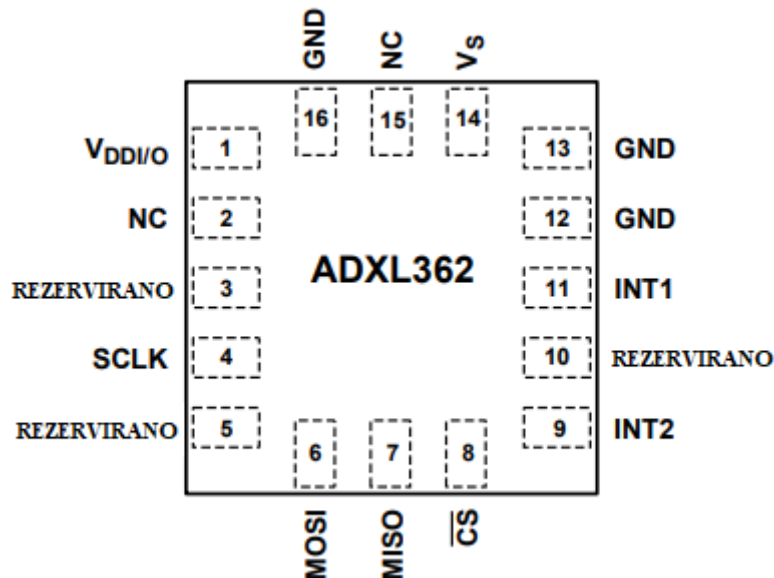 GND NC VS
16 15 14
VDDI/O 1 13 GND
NC 2 12 GND
ADXL362
REZERVIRANO 3 11 INT1
SCLK 4 10 REZERVIRANO
REZERVIRANO 5 9 INT2
6 7 8
MOSI MISO C̅S̅